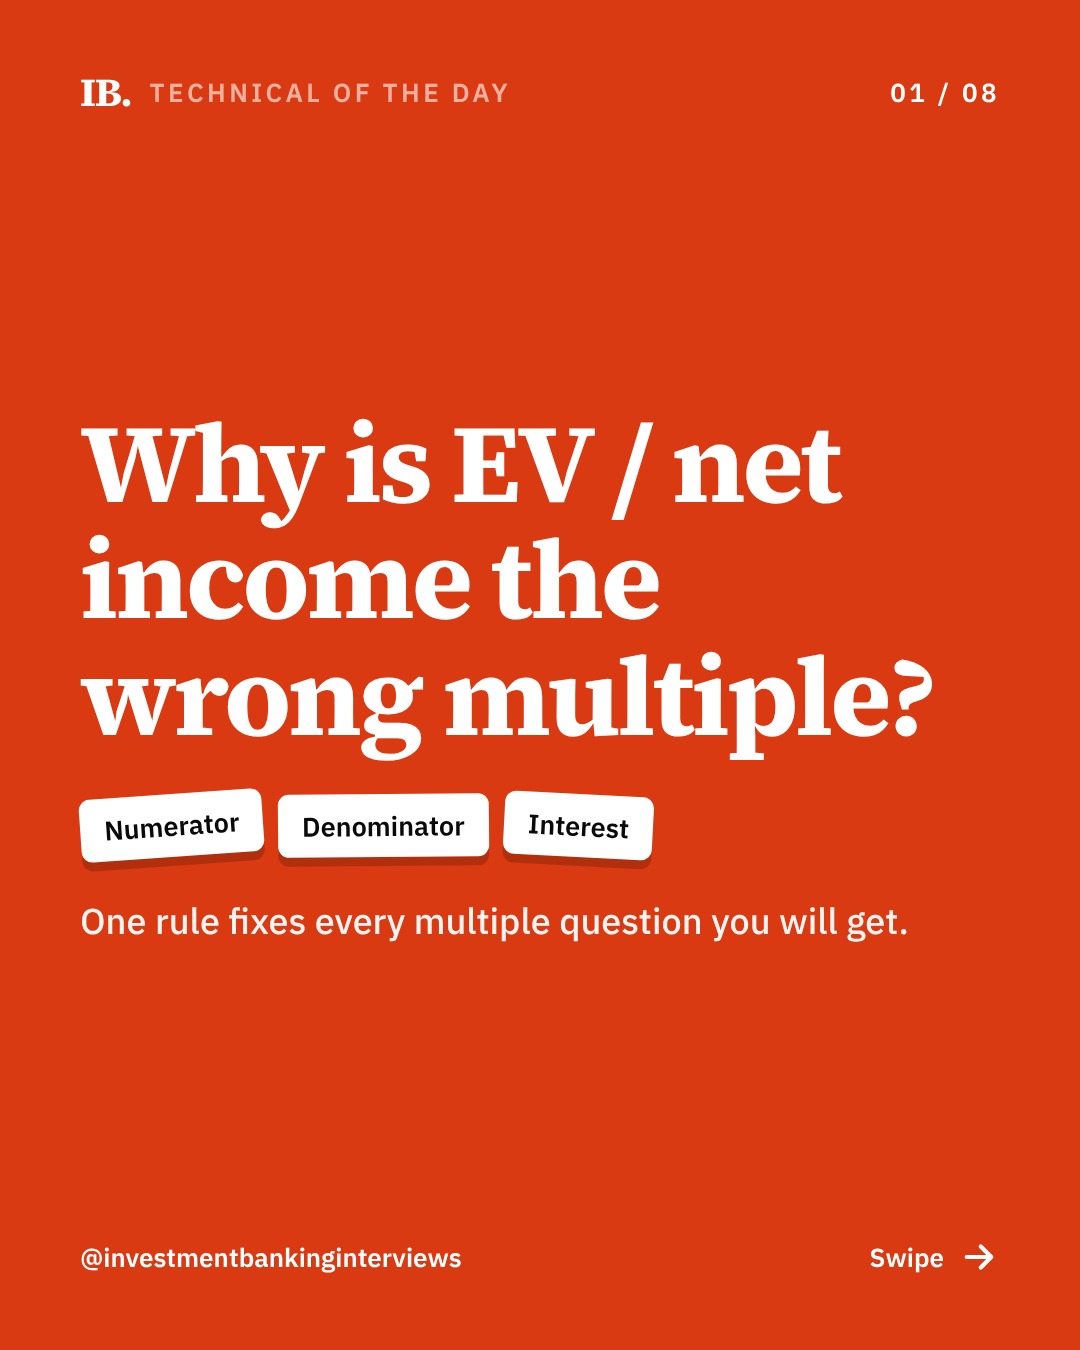 IB. TECHNICAL OF THE DAY 01 / 08
Why is EV / net
income the
wrong multiple?
Numerator Denominator Interest
One rule fixes every multiple question you will get.
@investmentbankinginterviews Swipe →